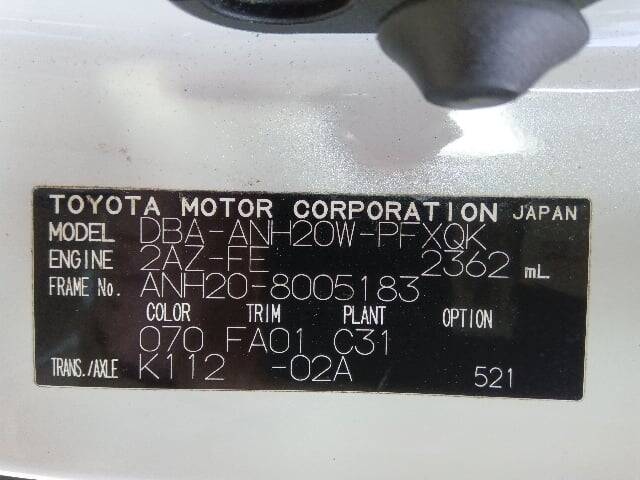 TOYOTA MOTOR CORPORATION JAPAN
MODEL DBA-ANH20W-PFXQK
ENGINE 2AZ-FE 2362 mL
FRAME No. ANH20-8005183
COLOR TRIM PLANT OPTION
070 FA01 C31
TRANS./AXLE K112 -02A 521